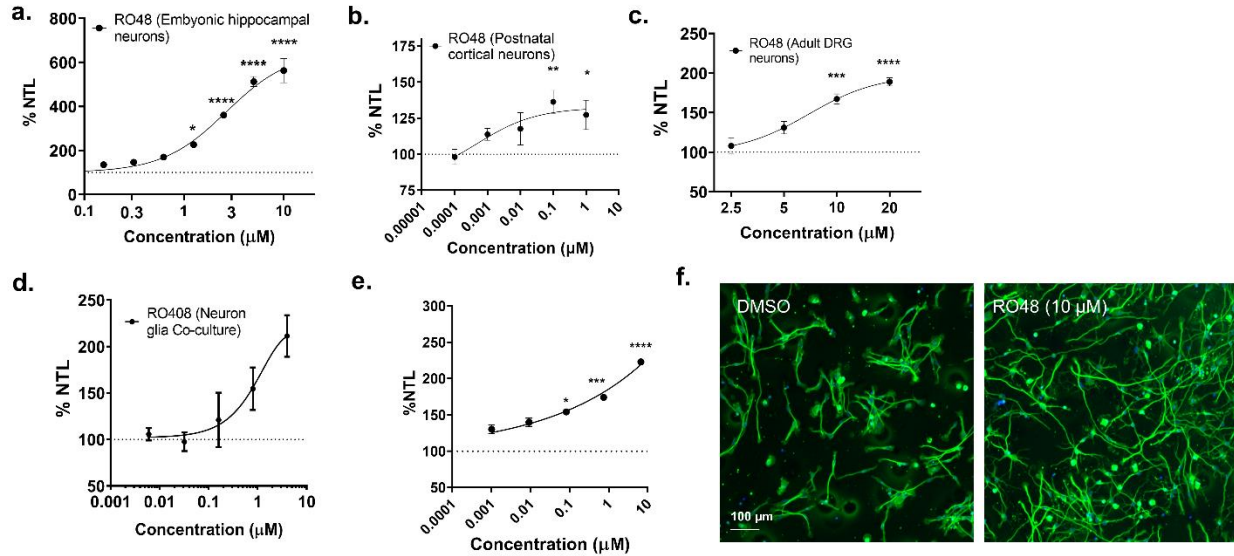 a.
RO48 (Embyonic hippocampal
neurons)
% NTL
800
600
400
200
0
*
****
****
****
0.1
0.3
1
3
10
Concentration (μM)
b.
RO48 (Postnatal
cortical neurons)
% NTL
175
150
125
100
75
**
*
0.00001
0.0001
0.001
0.01
0.1
1
10
Concentration (μM)
c.
RO48 (Adult DRG
neurons)
% NTL
250
200
150
100
50
***
****
2.5
5
10
20
Concentration (μM)
d.
RO408 (Neuron
glia Co-culture)
% NTL
250
200
150
100
50
0.001
0.01
0.1
1
10
Concentration (μM)
e.
%NTL
300
250
200
150
100
50
*
***
****
0.0001
0.001
0.01
0.1
1
10
Concentration (μM)
f.
DMSO
100 μm
RO48 (10 μM)